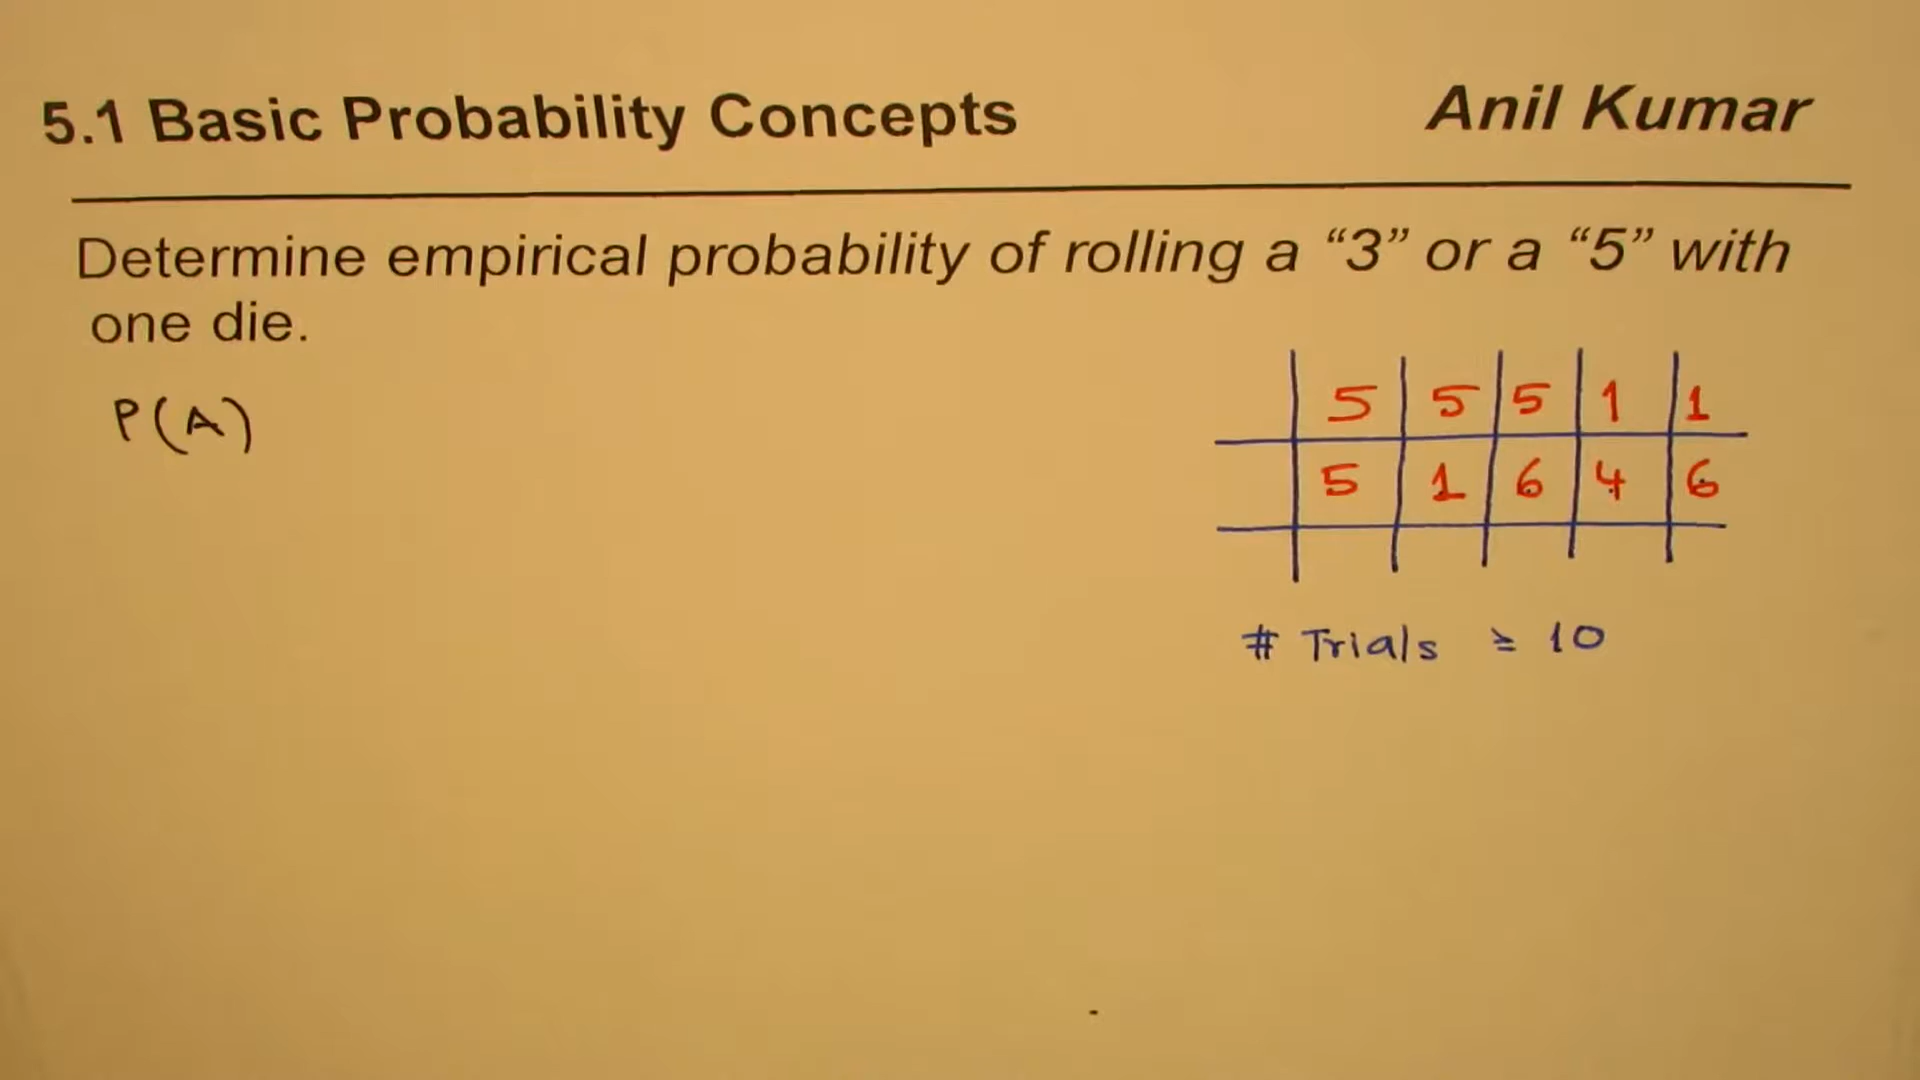 5.1 Basic Probability Concepts Anil Kumar
Determine empirical probability of rolling a “3” or a “5” with
one die.
P(A)
5 5 5 1 1
5 1 6 4 6
# Trials = 10